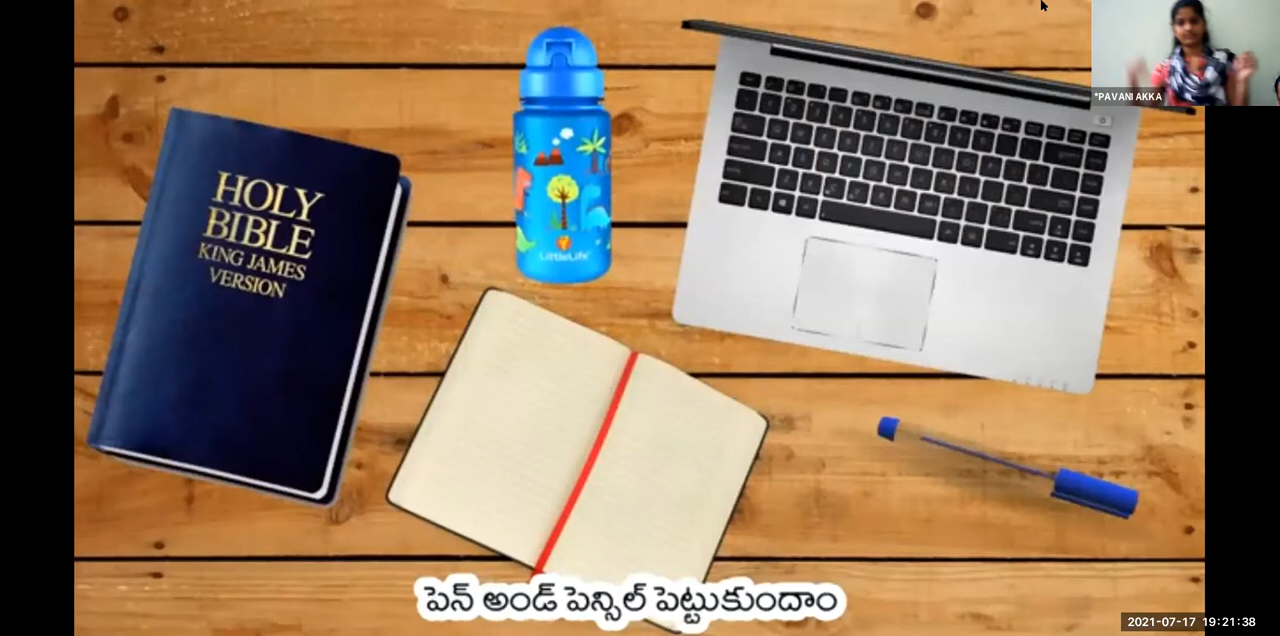 *PAVANI AKKA
HOLY
BIBLE
KING JAMES
VERSION
LittleLife
పెన్ అండ్ పెన్సిల్ పెట్టుకుందాం
2021-07-17 19:21:38